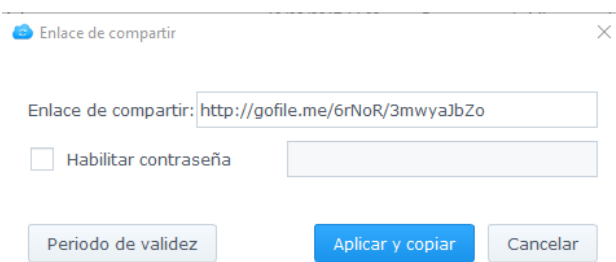 Enlace de compartir
Enlace de compartir: http://gofile.me/6rNoR/3mwyaJbZo
Habilitar contraseña
Periodo de validez Aplicar y copiar Cancelar